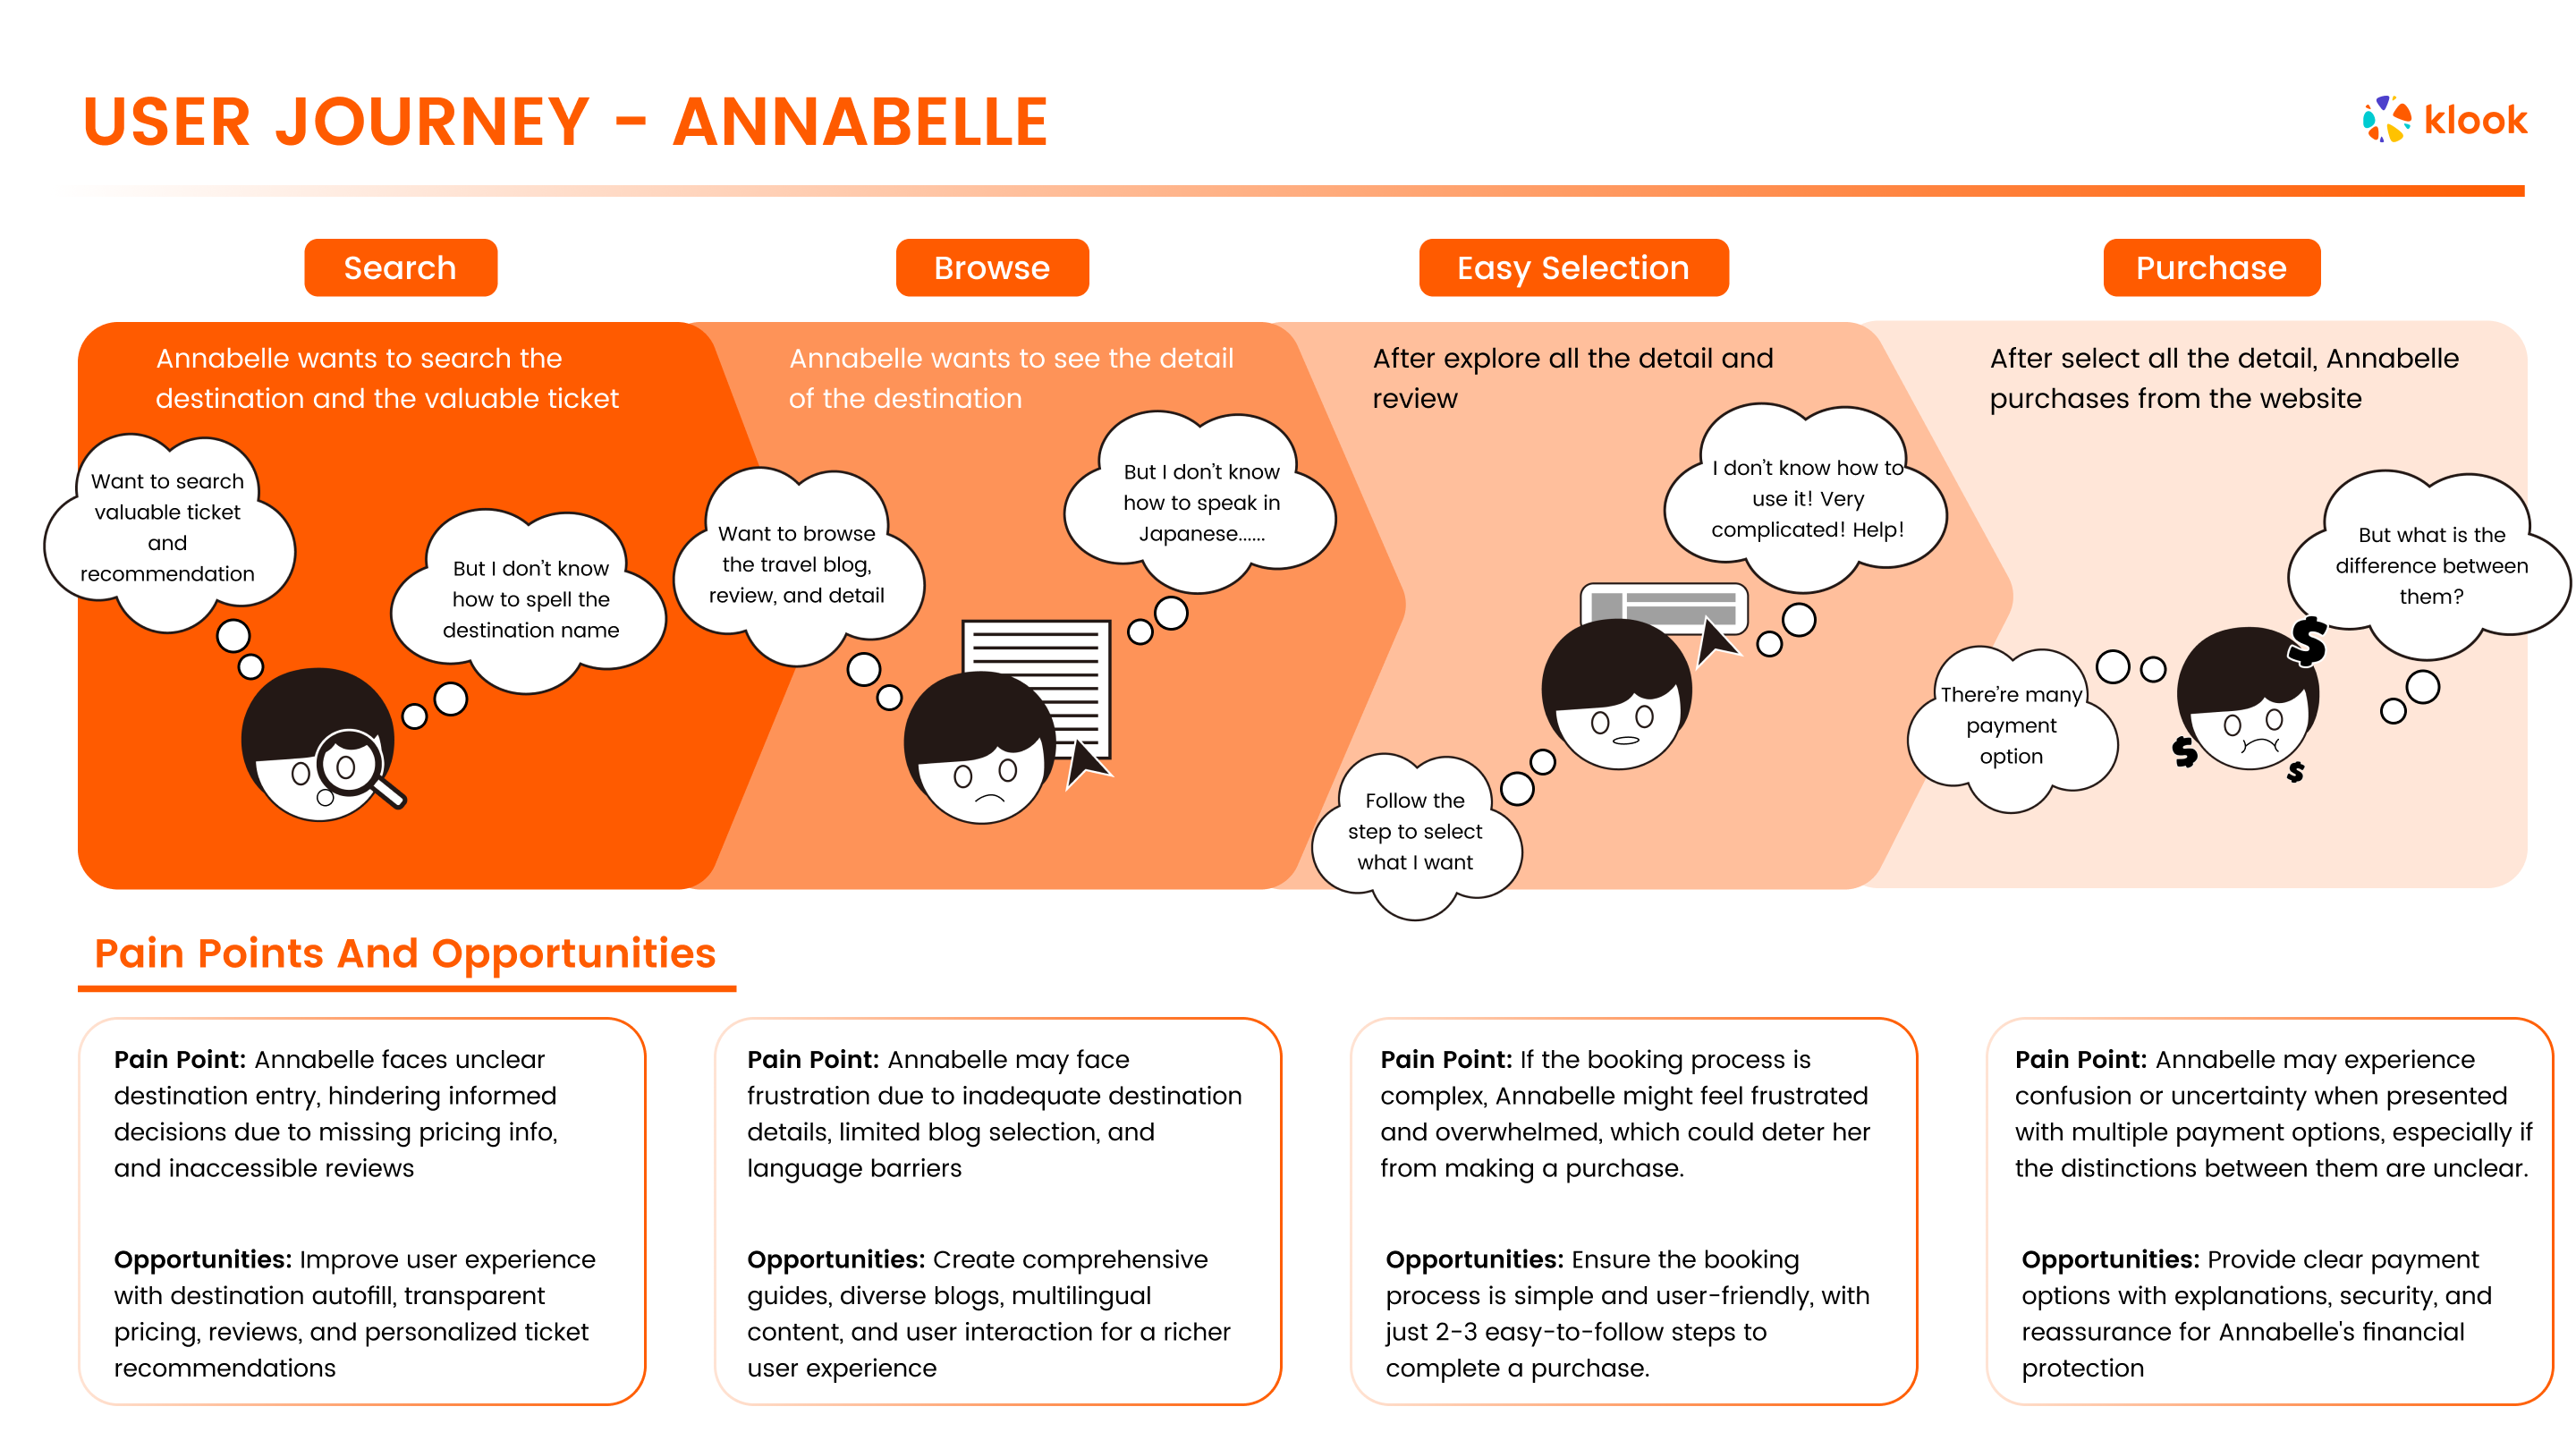 USER JOURNEY - ANNABELLE
klook
Search
Browse
Easy Selection
Purchase
Annabelle wants to search the
destination and the valuable ticket
Want to search
valuable ticket
and
recommendation
But I don't know
how to spell the
destination name
Annabelle wants to see the detail
of the destination
Want to browse
the travel blog,
review, and detail
But I don't know
how to speak in
Japanese......
After explore all the detail and
review
Follow the
step to select
what I want
I don't know how to
use it! Very
complicated! Help!
After select all the detail, Annabelle
purchases from the website
There're many
payment
option
But what is the
difference between
them?
$
$
$
Pain Points And Opportunities
Pain Point: Annabelle faces unclear
destination entry, hindering informed
decisions due to missing pricing info,
and inaccessible reviews
Opportunities: Improve user experience
with destination autofill, transparent
pricing, reviews, and personalized ticket
recommendations
Pain Point: Annabelle may face
frustration due to inadequate destination
details, limited blog selection, and
language barriers
Opportunities: Create comprehensive
guides, diverse blogs, multilingual
content, and user interaction for a richer
user experience
Pain Point: If the booking process is
complex, Annabelle might feel frustrated
and overwhelmed, which could deter her
from making a purchase.
Opportunities: Ensure the booking
process is simple and user-friendly, with
just 2-3 easy-to-follow steps to
complete a purchase.
Pain Point: Annabelle may experience
confusion or uncertainty when presented
with multiple payment options, especially if
the distinctions between them are unclear.
Opportunities: Provide clear payment
options with explanations, security, and
reassurance for Annabelle's financial
protection